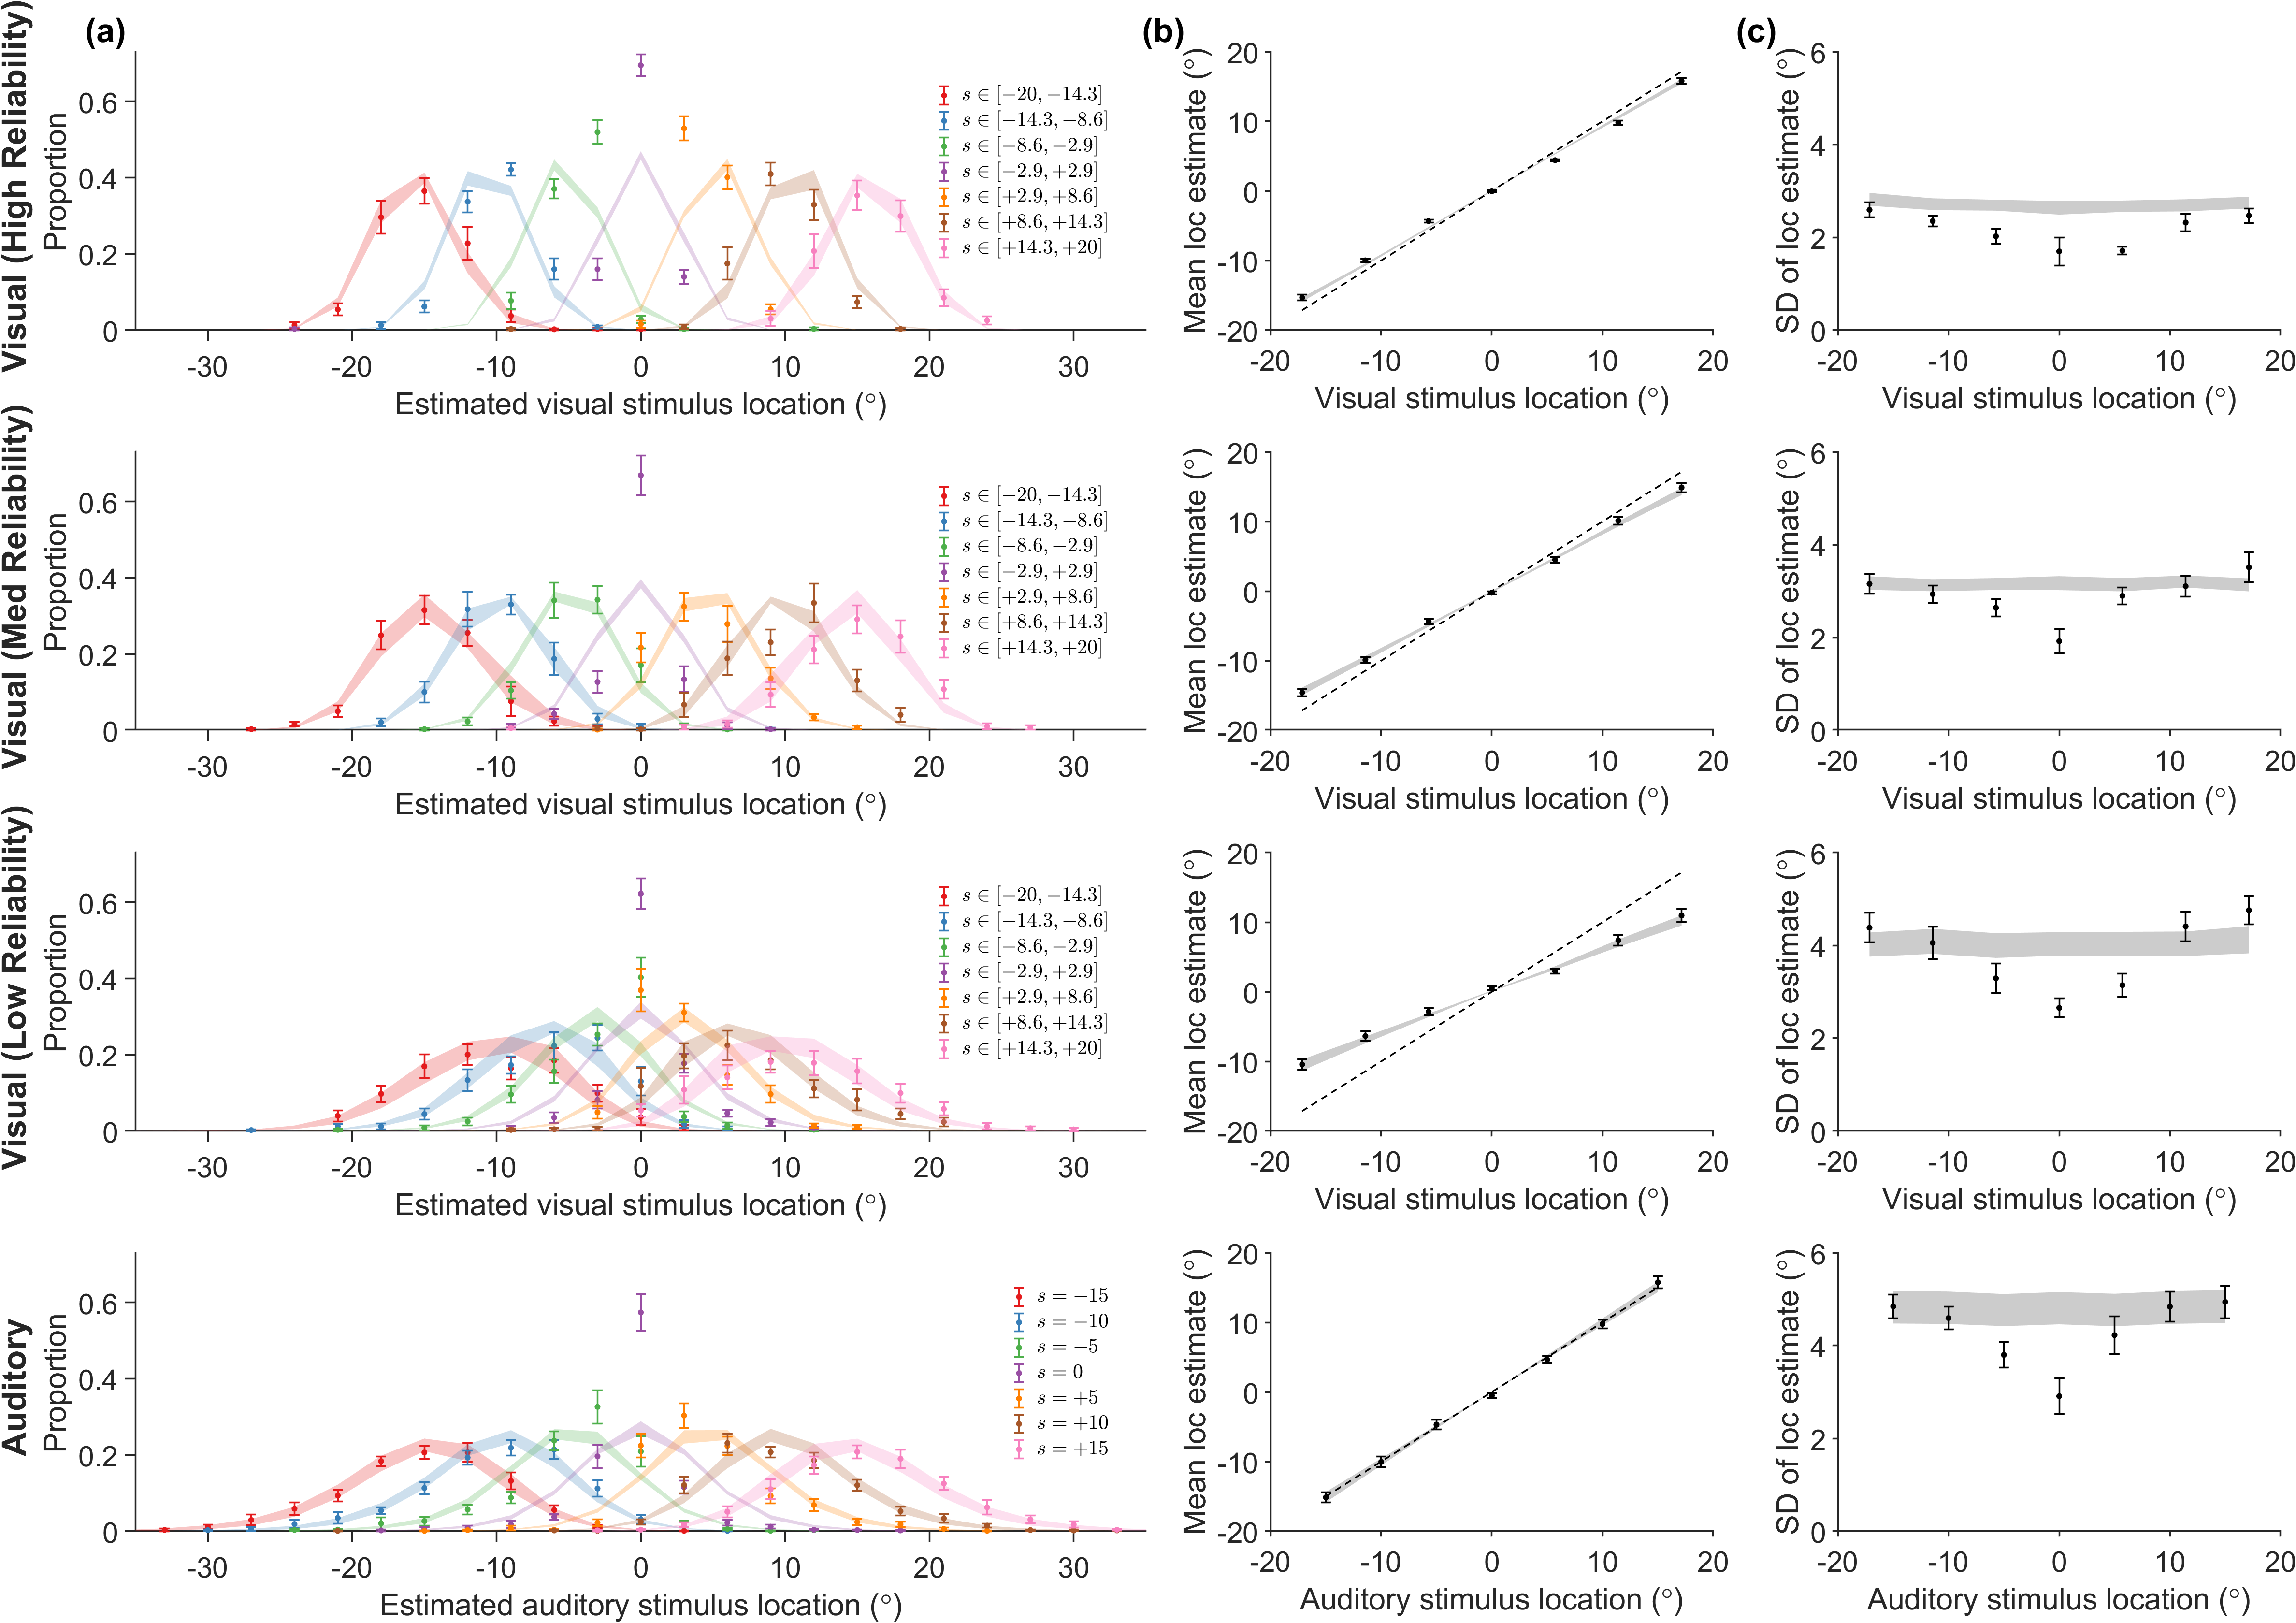 (a)
(b)
(c)
Visual (High Reliability)
Proportion
0.6
0.4
0.2
0
-30
-20
-10
0
10
20
30
Estimated visual stimulus location (°)
s ∈ [−20, −14.3]
s ∈ [−14.3, −8.6]
s ∈ [−8.6, −2.9]
s ∈ [−2.9, +2.9]
s ∈ [+2.9, +8.6]
s ∈ [+8.6, +14.3]
s ∈ [+14.3, +20]
Mean loc estimate (°)
20
10
0
-10
-20
-20
-10
0
10
20
Visual stimulus location (°)
SD of loc estimate (°)
6
4
2
0
-20
-10
0
10
20
Visual stimulus location (°)
Visual (Med Reliability)
Proportion
0.6
0.4
0.2
0
-30
-20
-10
0
10
20
30
Estimated visual stimulus location (°)
s ∈ [−20, −14.3]
s ∈ [−14.3, −8.6]
s ∈ [−8.6, −2.9]
s ∈ [−2.9, +2.9]
s ∈ [+2.9, +8.6]
s ∈ [+8.6, +14.3]
s ∈ [+14.3, +20]
Mean loc estimate (°)
20
10
0
-10
-20
-20
-10
0
10
20
Visual stimulus location (°)
SD of loc estimate (°)
6
4
2
0
-20
-10
0
10
20
Visual stimulus location (°)
Visual (Low Reliability)
Proportion
0.6
0.4
0.2
0
-30
-20
-10
0
10
20
30
Estimated visual stimulus location (°)
s ∈ [−20, −14.3]
s ∈ [−14.3, −8.6]
s ∈ [−8.6, −2.9]
s ∈ [−2.9, +2.9]
s ∈ [+2.9, +8.6]
s ∈ [+8.6, +14.3]
s ∈ [+14.3, +20]
Mean loc estimate (°)
20
10
0
-10
-20
-20
-10
0
10
20
Visual stimulus location (°)
SD of loc estimate (°)
6
4
2
0
-20
-10
0
10
20
Visual stimulus location (°)
Auditory
Proportion
0.6
0.4
0.2
0
-30
-20
-10
0
10
20
30
Estimated auditory stimulus location (°)
s = −15
s = −10
s = −5
s = 0
s = +5
s = +10
s = +15
Mean loc estimate (°)
20
10
0
-10
-20
-20
-10
0
10
20
Auditory stimulus location (°)
SD of loc estimate (°)
6
4
2
0
-20
-10
0
10
20
Auditory stimulus location (°)